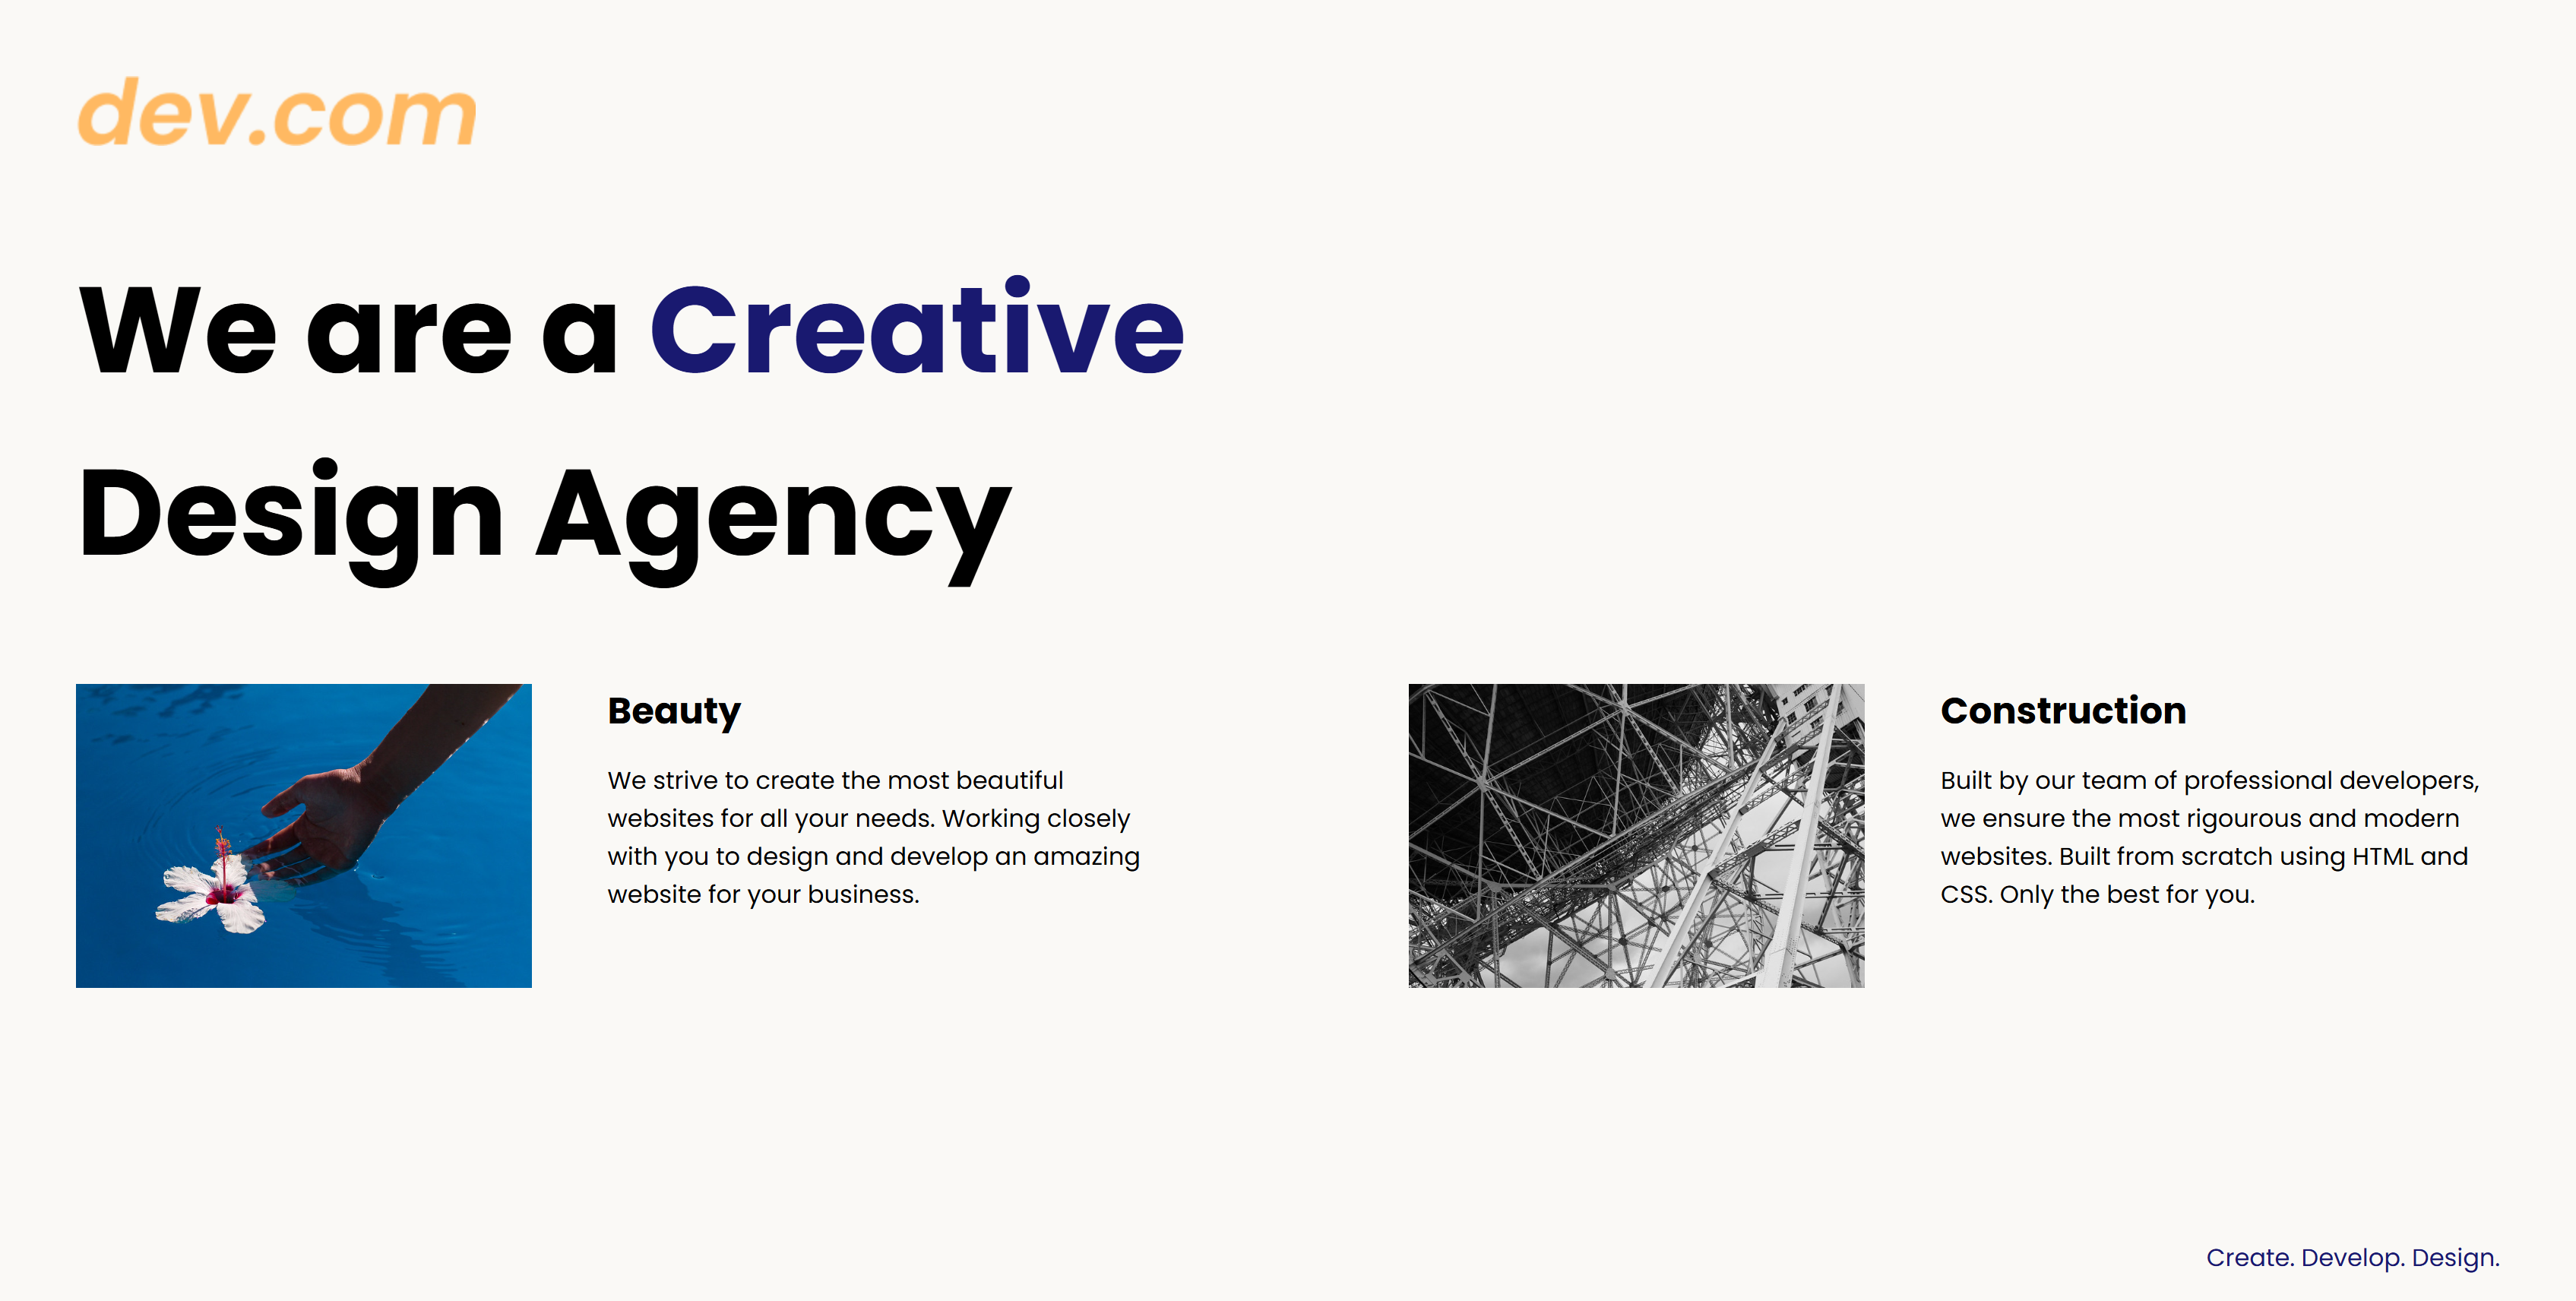 dev.com
We are a Creative
Design Agency
Beauty
We strive to create the most beautiful
websites for all your needs. Working closely
with you to design and develop an amazing
website for your business.
Construction
Built by our team of professional developers,
we ensure the most rigourous and modern
websites. Built from scratch using HTML and
CSS. Only the best for you.
Create. Develop. Design.